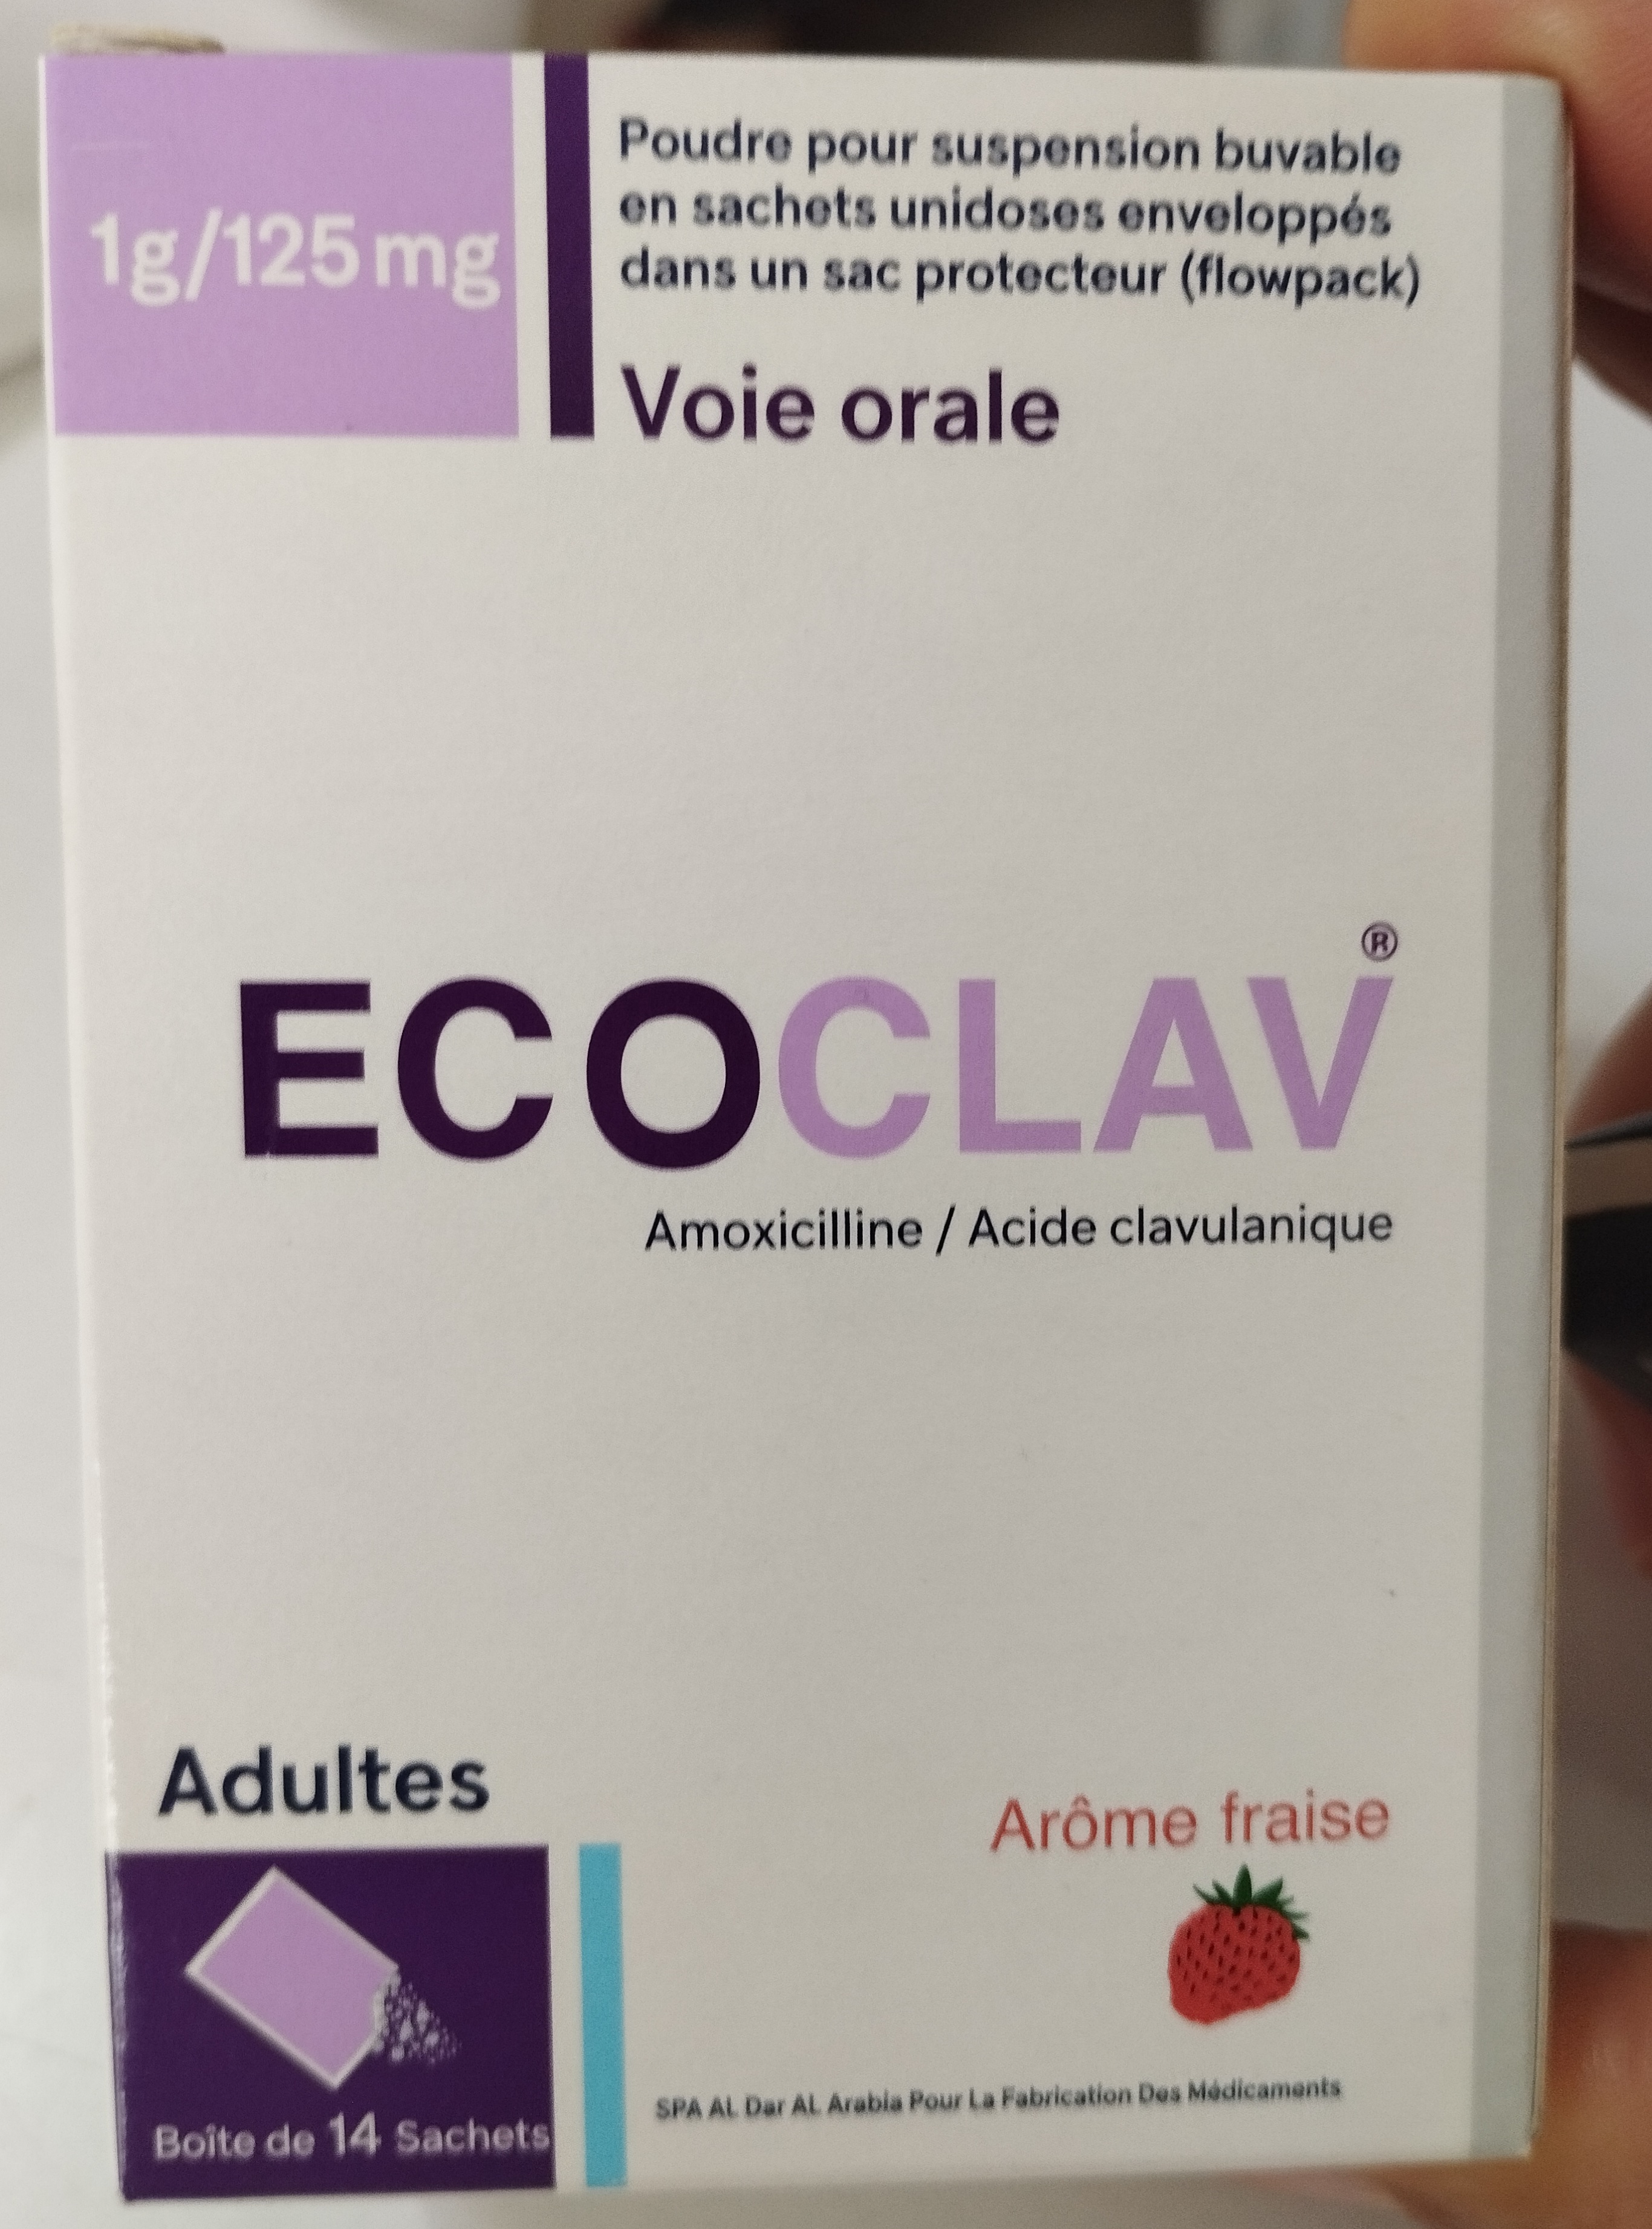 1g/125 mg
Poudre pour suspension buvable
en sachets unidoses enveloppés
dans un sac protecteur (flowpack)
Voie orale
ECOCLAV®
Amoxicilline / Acide clavulanique
Adultes
Arôme fraise
Boîte de 14 Sachets
SPA AL Dar AL Arabia Pour La Fabrication Des Médicaments